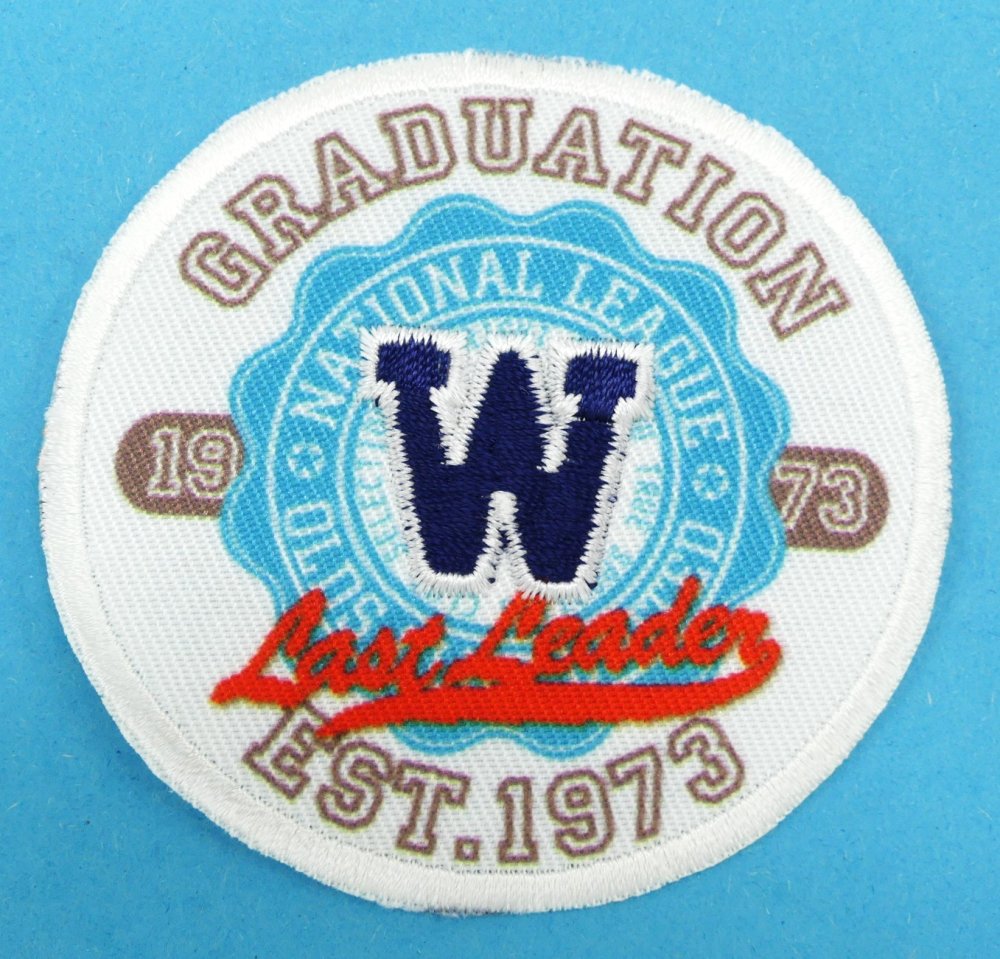 GRADUATION
NATIONAL LEAGUE
19 73
W
Last Leader
EST.1973